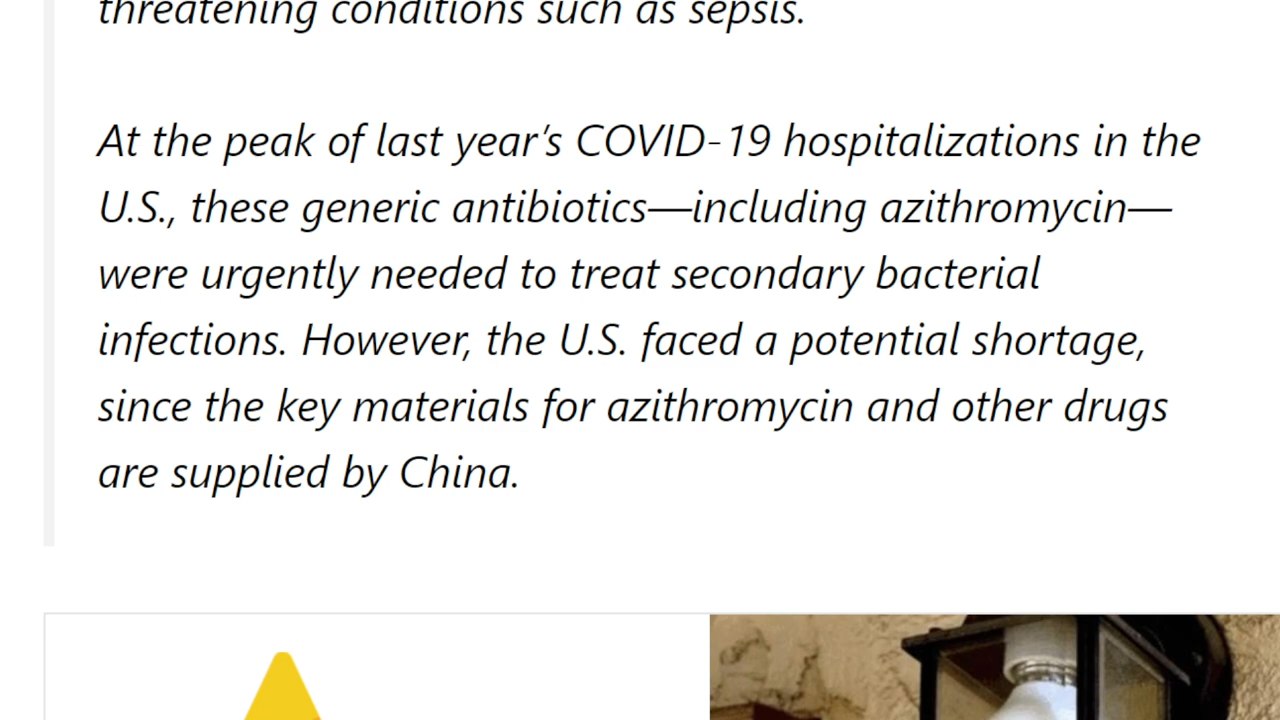 threatening conditions such as sepsis.
At the peak of last year’s COVID-19 hospitalizations in the
U.S., these generic antibiotics—including azithromycin—
were urgently needed to treat secondary bacterial
infections. However, the U.S. faced a potential shortage,
since the key materials for azithromycin and other drugs
are supplied by China.